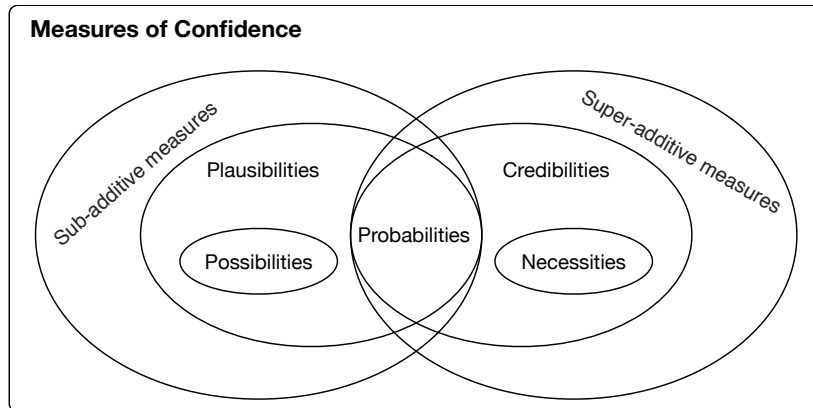 Measures of Confidence
Sub-additive measures
Super-additive measures
Plausibilities
Credibilities
Probabilities
Possibilities
Necessities